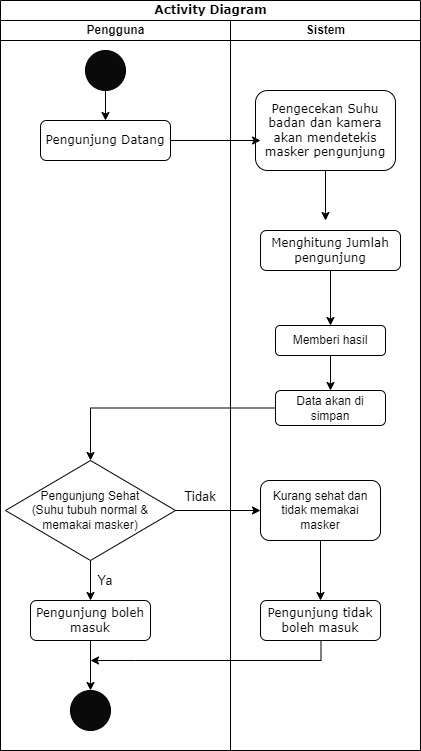 Activity Diagram
Pengguna
Sistem
Pengunjung Datang
Pengecekan Suhu
badan dan kamera
akan mendetekis
masker pengunjung
Menghitung Jumlah
pengunjung
Memberi hasil
Data akan di
simpan
Pengunjung Sehat
(Suhu tubuh normal &
memakai masker)
Tidak
Kurang sehat dan
tidak memakai
masker
Ya
Pengunjung boleh
masuk
Pengunjung tidak
boleh masuk